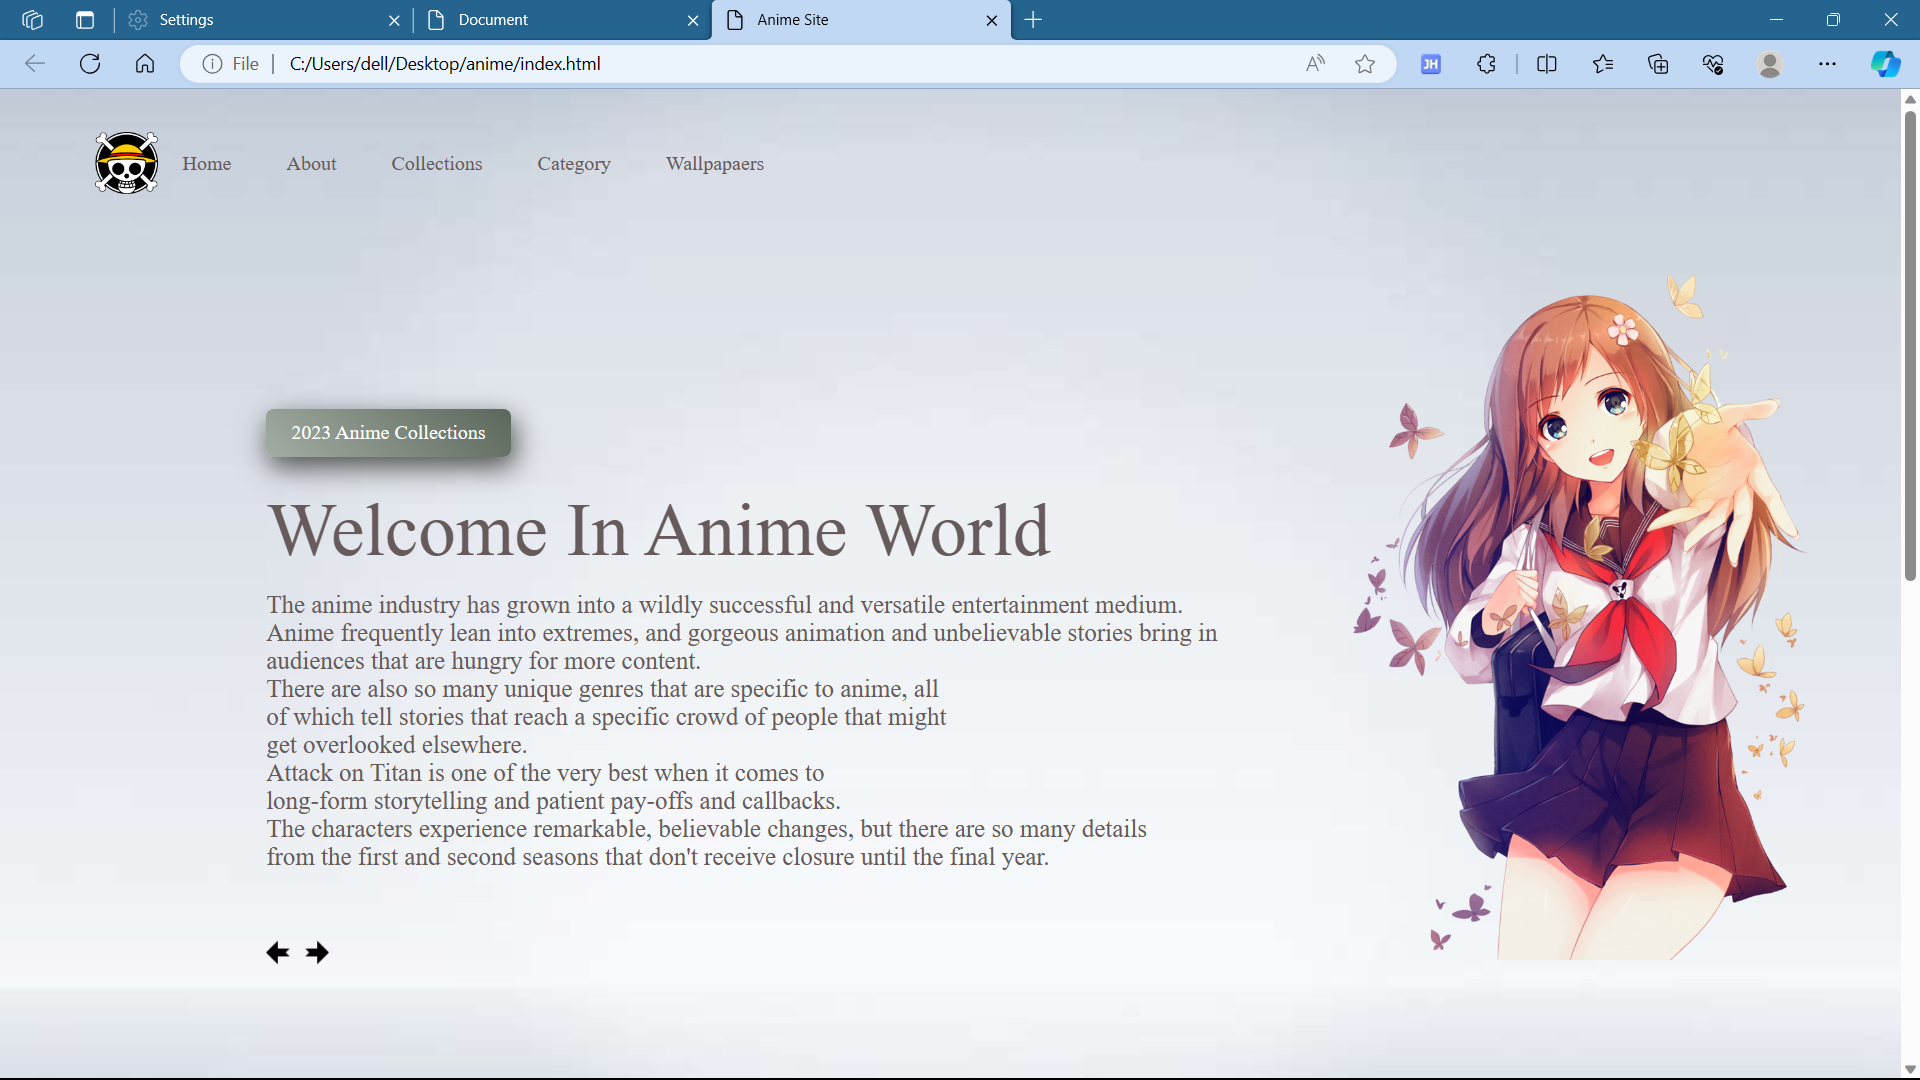 Settings
Document
Anime Site
File
C:/Users/dell/Desktop/anime/index.html
JH
Home
About
Collections
Category
Wallpapaers
2023 Anime Collections
Welcome In Anime World
The anime industry has grown into a wildly successful and versatile entertainment medium.
Anime frequently lean into extremes, and gorgeous animation and unbelievable stories bring in
audiences that are hungry for more content.
There are also so many unique genres that are specific to anime, all
of which tell stories that reach a specific crowd of people that might
get overlooked elsewhere.
Attack on Titan is one of the very best when it comes to
long-form storytelling and patient pay-offs and callbacks.
The characters experience remarkable, believable changes, but there are so many details
from the first and second seasons that don't receive closure until the final year.